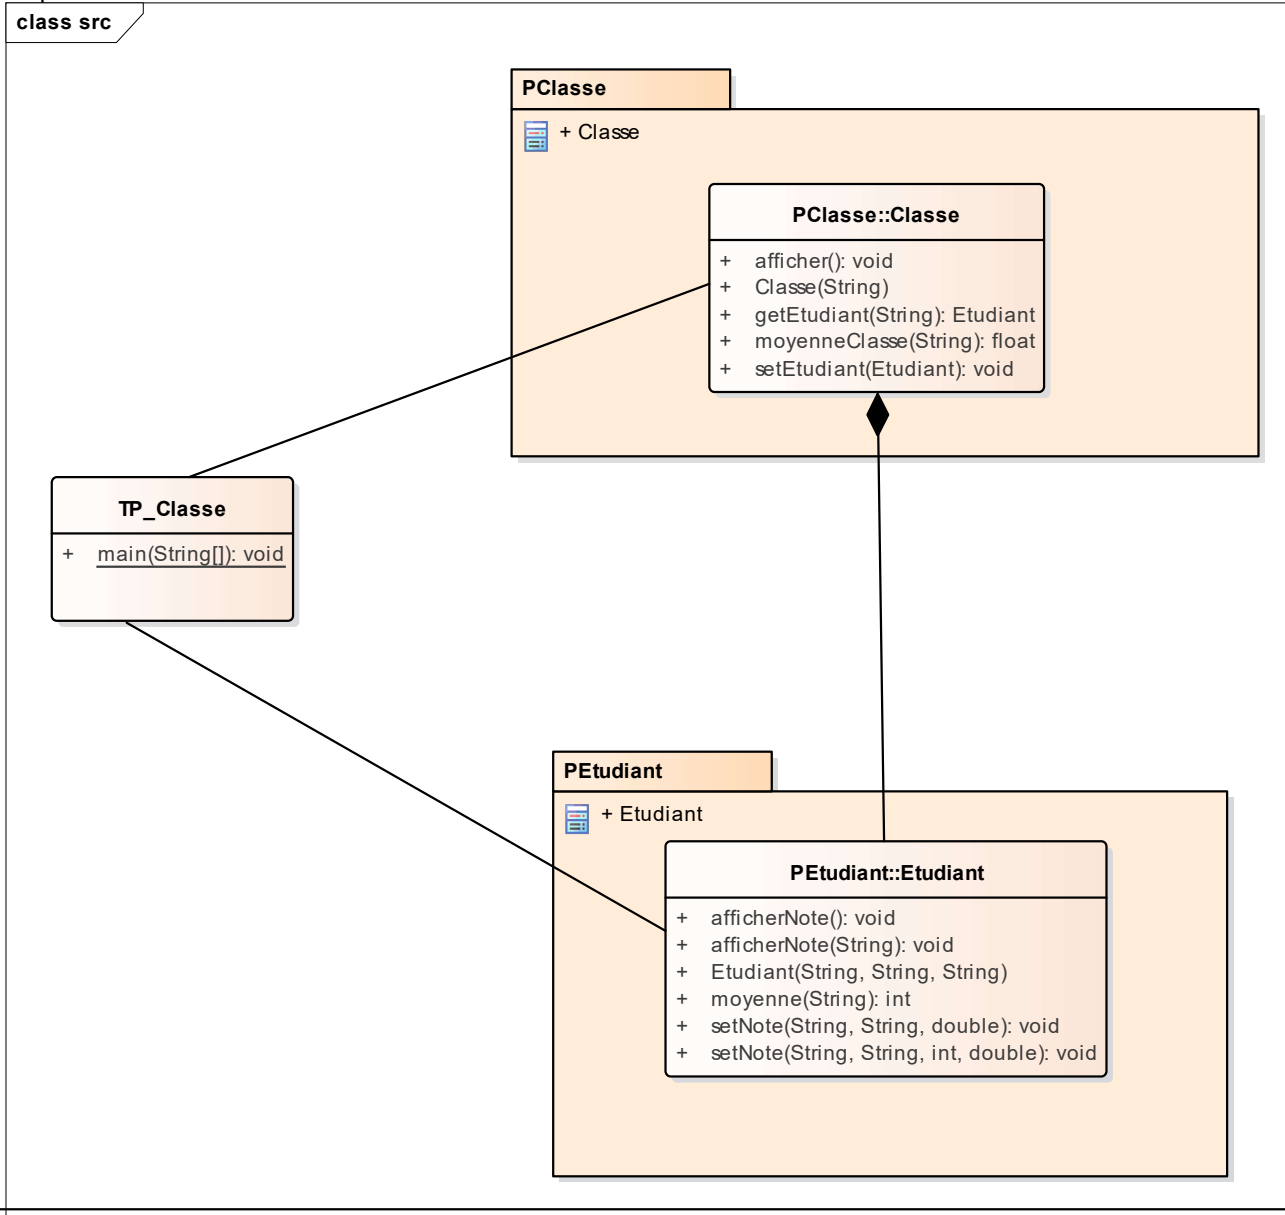 class src
PClasse
+ Classe
PClasse::Classe
+ afficher(): void
+ Classe(String)
+ getEtudiant(String): Etudiant
+ moyenneClasse(String): float
+ setEtudiant(Etudiant): void
TP_Classe
+ main(String[]): void
PEtudiant
+ Etudiant
PEtudiant::Etudiant
+ afficherNote(): void
+ afficherNote(String): void
+ Etudiant(String, String, String)
+ moyenne(String): int
+ setNote(String, String, double): void
+ setNote(String, String, int, double): void